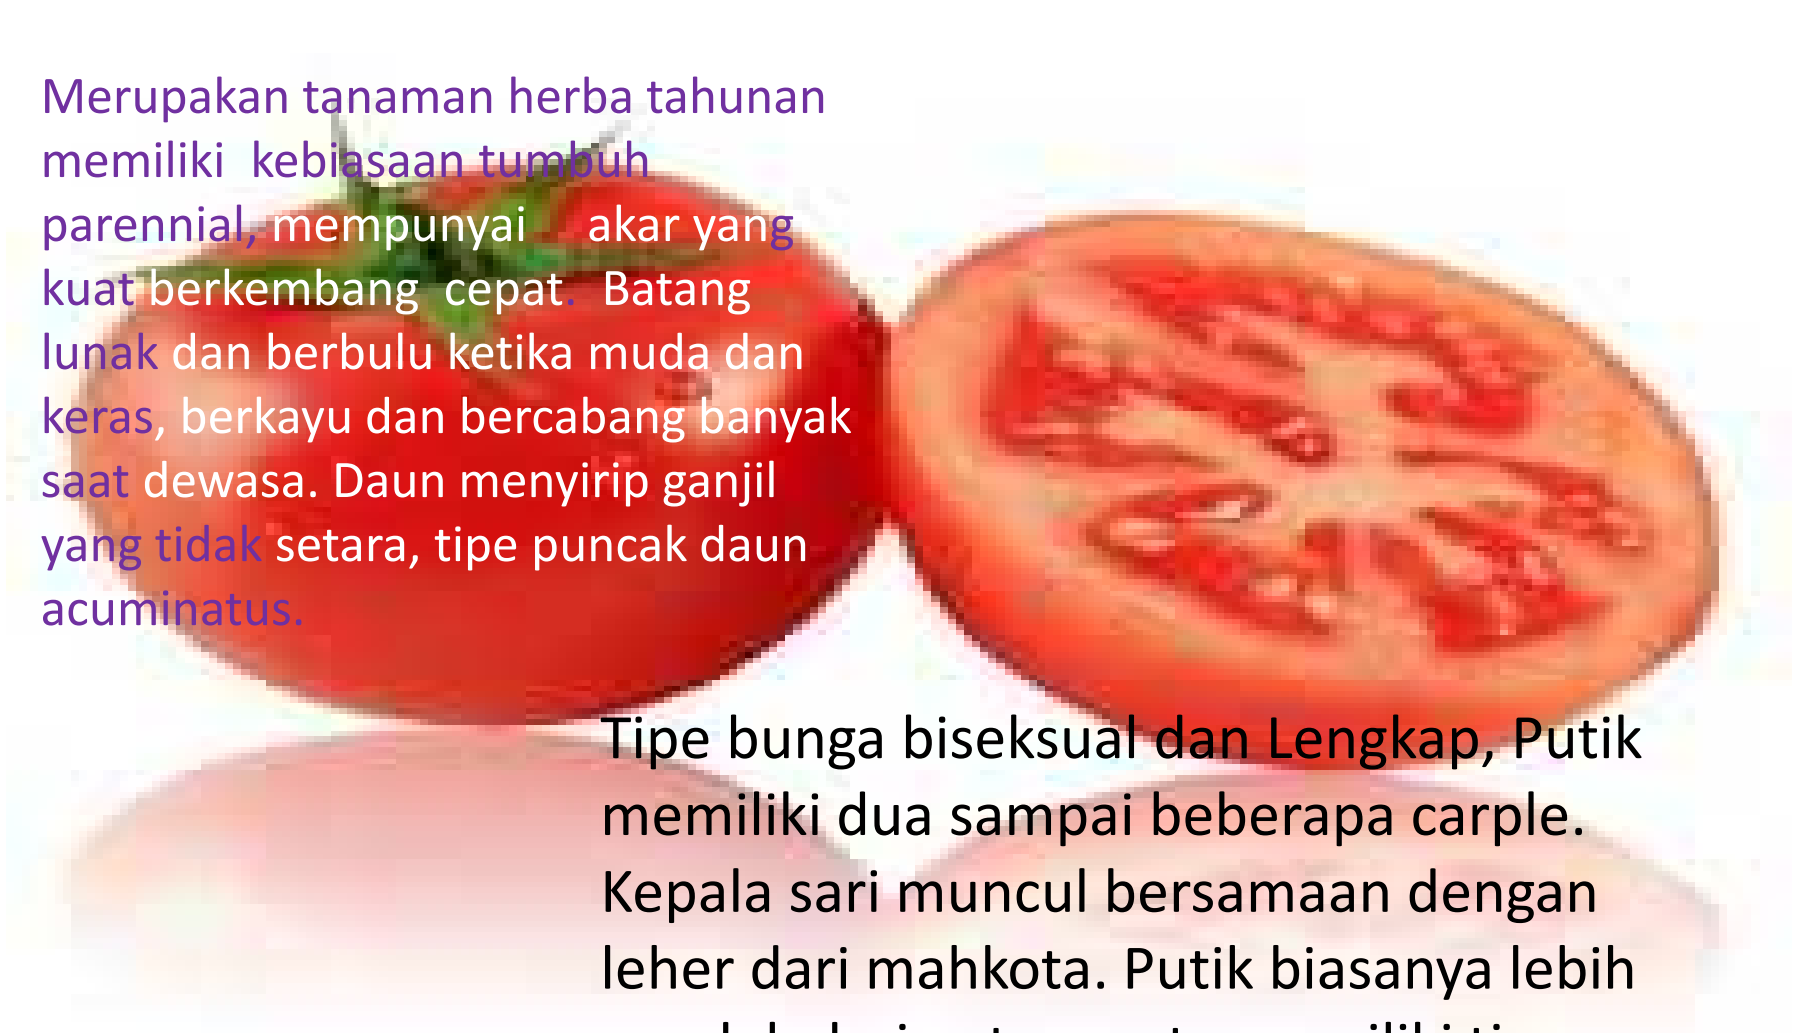 Merupakan tanaman herba tahunan
memiliki kebiasaan tumbuh
parennial, mempunyai akar yang
kuat berkembang cepat. Batang
lunak dan berbulu ketika muda dan
keras, berkayu dan bercabang banyak
saat dewasa. Daun menyirip ganjil
yang tidak setara, tipe puncak daun
acuminatus.
Tipe bunga biseksual dan Lengkap, Putik
memiliki dua sampai beberapa carple.
Kepala sari muncul bersamaan dengan
leher dari mahkota. Putik biasanya lebih